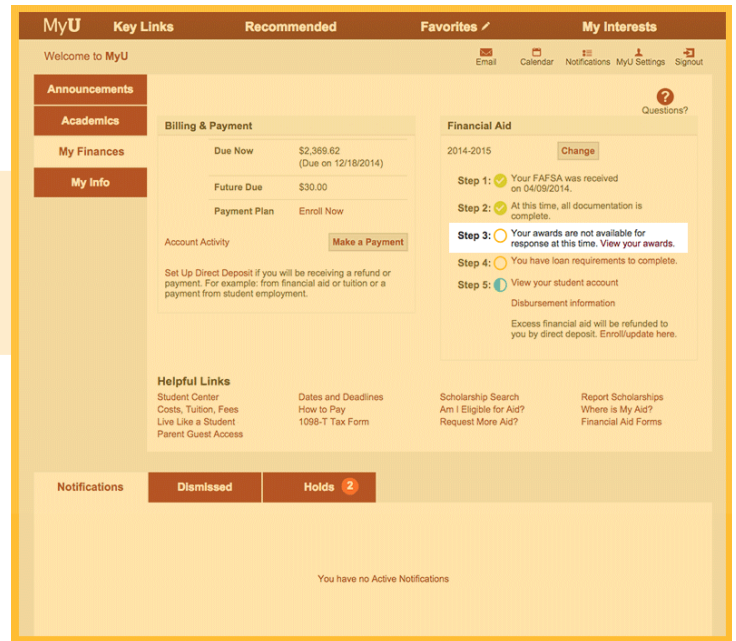 MyU Key Links Recommended Favorites My Interests
Welcome to MyU
Email Calendar Notifications MyU Settings Signout
Announcements
Academics
My Finances
My Info
Questions?
Billing & Payment
Due Now $2,369.62
(Due on 12/18/2014)
Future Due $30.00
Payment Plan Enroll Now
Account Activity Make a Payment
Set Up Direct Deposit if you will be receiving a refund or
payment. For example: from financial aid or tuition or a
payment from student employment.
Financial Aid
2014-2015 Change
Step 1: Your FAFSA was received
on 04/09/2014.
Step 2: At this time, all documentation is
complete.
Step 3: Your awards are not available for
response at this time. View your awards.
Step 4: You have loan requirements to complete.
Step 5: View your student account
Disbursement information
Excess financial aid will be refunded to
you by direct deposit. Enroll/update here.
Helpful Links
Student Center
Costs, Tuition, Fees
Live Like a Student
Parent Guest Access
Dates and Deadlines
How to Pay
1098-T Tax Form
Scholarship Search
Am I Eligible for Aid?
Request More Aid?
Report Scholarships
Where is My Aid?
Financial Aid Forms
Notifications Dismissed Holds 2
You have no Active Notifications